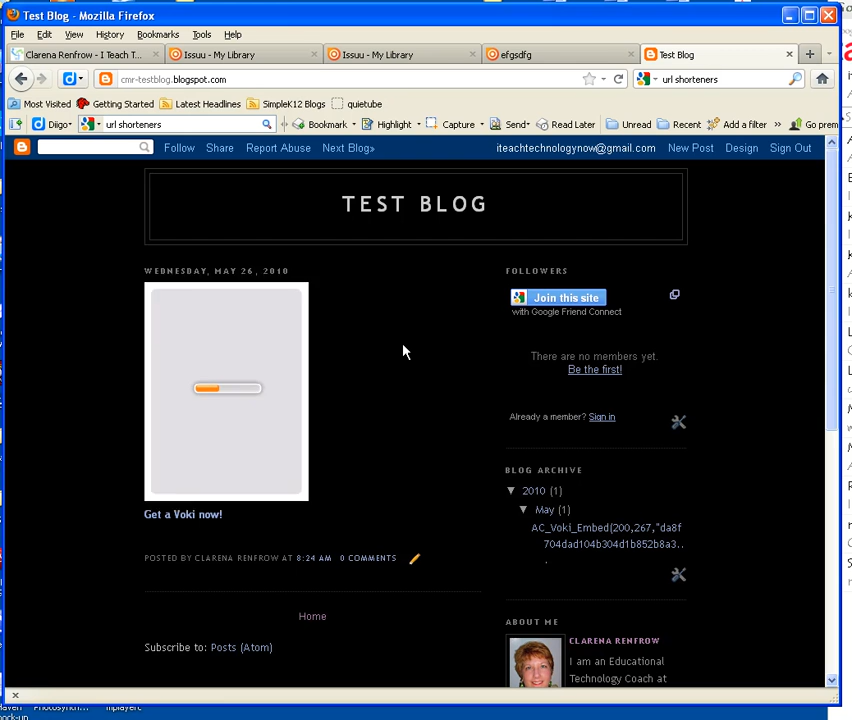 Test Blog - Mozilla Firefox
File Edit View History Bookmarks Tools Help
Clarena Renfrow - I Teach T... Issuu - My Library Issuu - My Library efgsdfg Test Blog
cmr-testblog.blogspot.com url shorteners
Most Visited Getting Started Latest Headlines SimpleK12 Blogs quietube
Diigo url shorteners Bookmark Highlight Capture Send Read Later Unread Recent Add a filter » Go prem
Follow Share Report Abuse Next Blog» iteachtechnologynow@gmail.com New Post Design Sign Out
TEST BLOG
WEDNESDAY, MAY 26, 2010
Get a Voki now!
POSTED BY CLARENA RENFROW AT 8:24 AM 0 COMMENTS
Home
Subscribe to: Posts (Atom)
FOLLOWERS
Join this site
with Google Friend Connect
There are no members yet.
Be the first!
Already a member? Sign in
BLOG ARCHIVE
▼ 2010 (1)
▼ May (1)
AC_Voki_Embed(200,267,"da8f
704dad104b304d1b852b8a3..
.
ABOUT ME
CLARENA RENFROW
I am an Educational
Technology Coach at